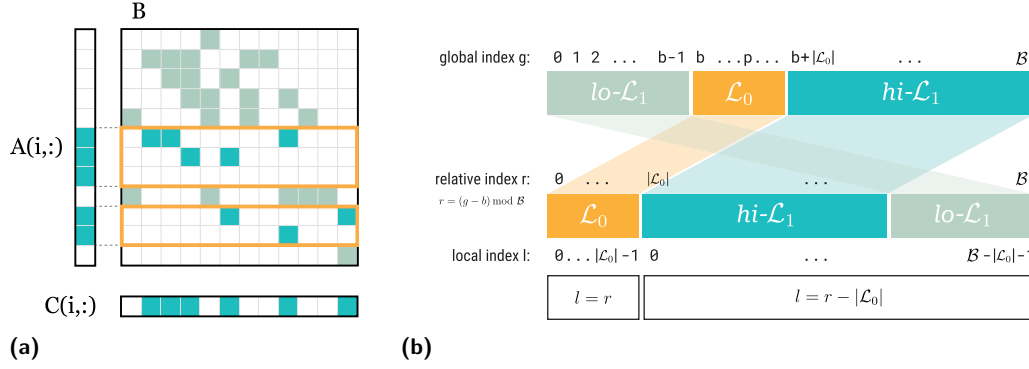 B
A(i,:)
C(i,:)
(a)
global index g:
0 1 2 ... b-1 b ...p... b+|ℒ₀| ... ℬ
lo-ℒ₁ ℒ₀ hi-ℒ₁
relative index r:
0 ... |ℒ₀| ... ℬ
r = (g − b) mod ℬ
ℒ₀ hi-ℒ₁ lo-ℒ₁
local index l:
0...|ℒ₀|-1 0 ... ℬ-|ℒ₀|-1
l = r l = r − |ℒ₀|
(b)